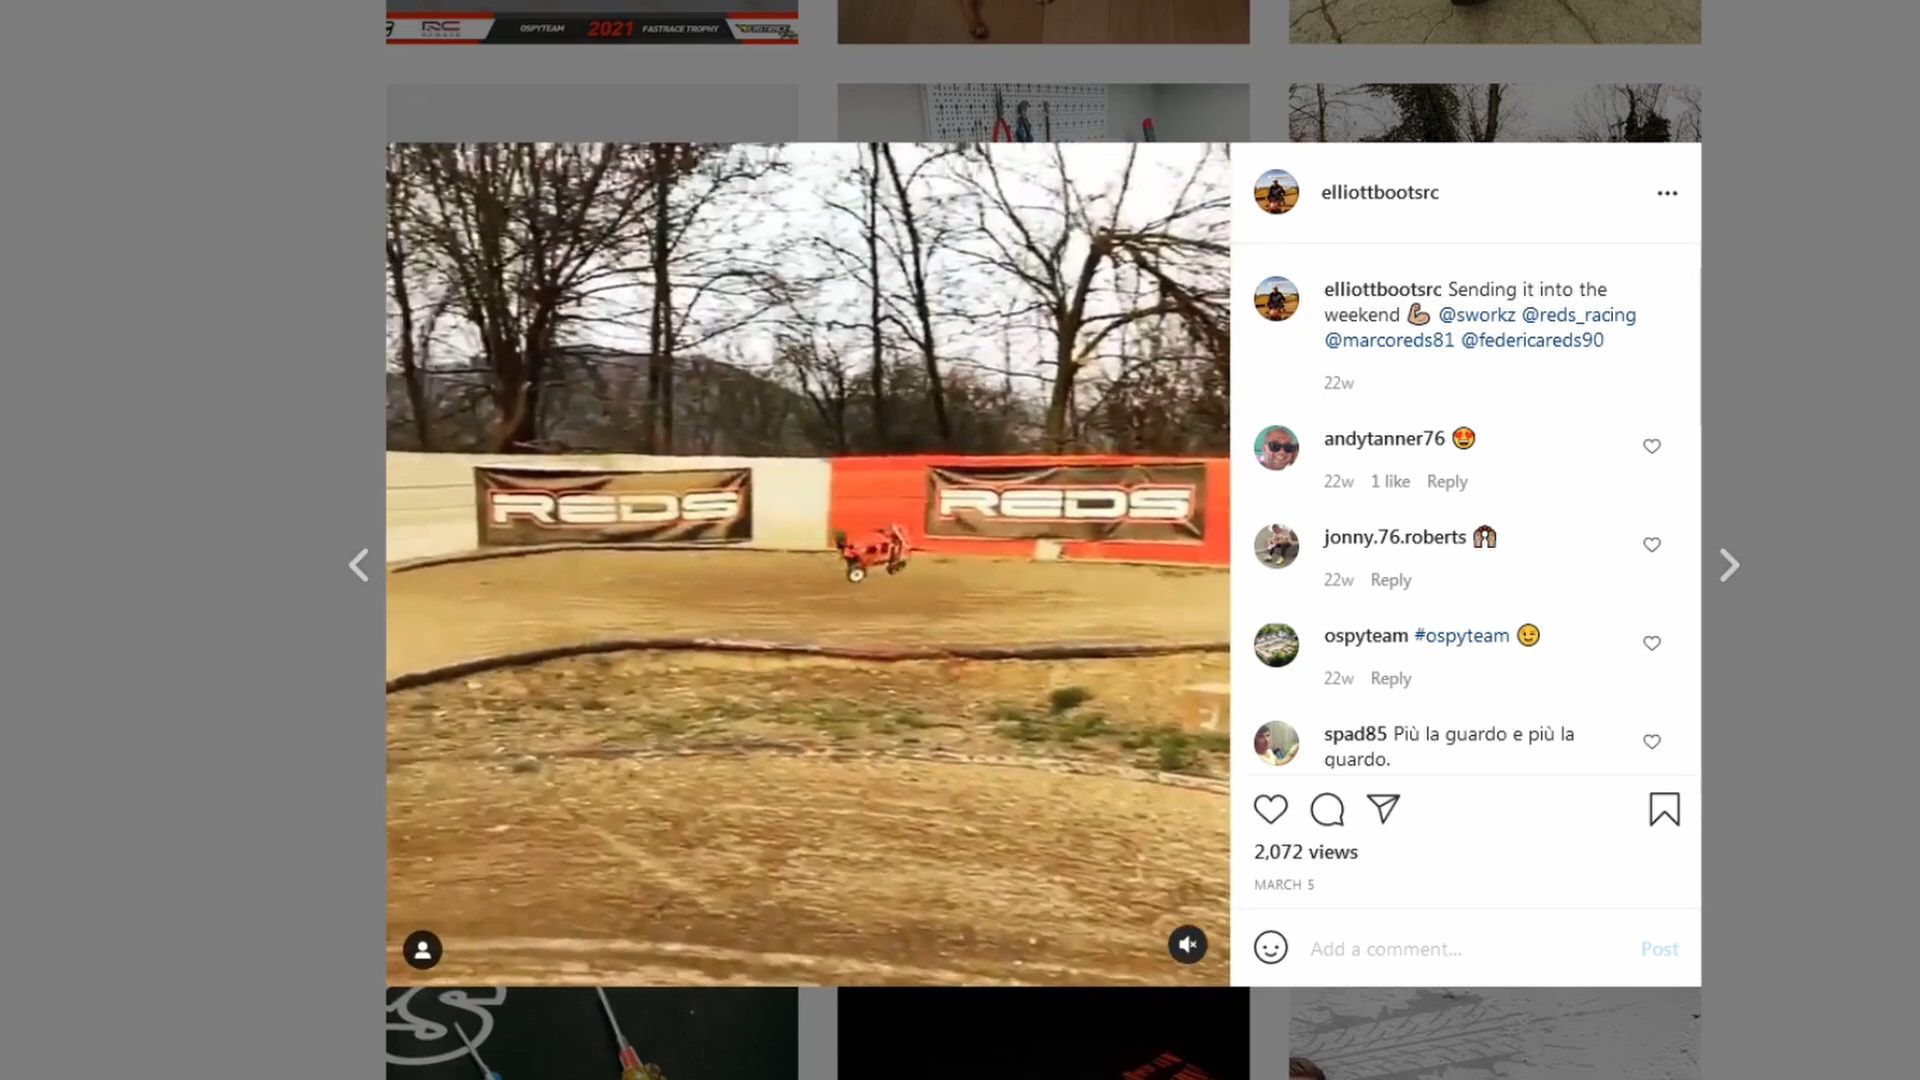 RC
OSPYTEAM 2021 FASTRACE TROPHY
REDS
REDS
elliottbootsrc
elliottbootsrc Sending it into the
weekend 💪🏼 @sworkz @reds_racing
@marcoreds81 @federicareds90
22w
andytanner76 😍
22w 1 like Reply
jonny.76.roberts 🙌🏽
22w Reply
ospyteam #ospyteam 😉
22w Reply
spad85 Più la guardo e più la
guardo.
2,072 views
MARCH 5
Add a comment... Post